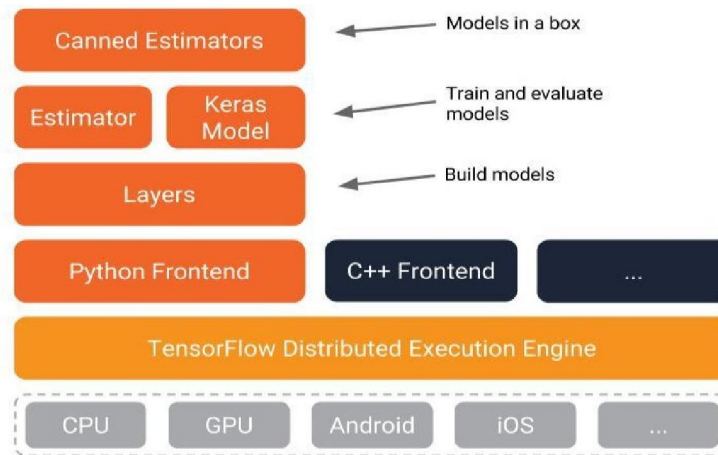 Canned Estimators
Models in a box
Estimator
Keras
Model
Train and evaluate
models
Layers
Build models
Python Frontend
C++ Frontend
...
TensorFlow Distributed Execution Engine
CPU
GPU
Android
iOS
...